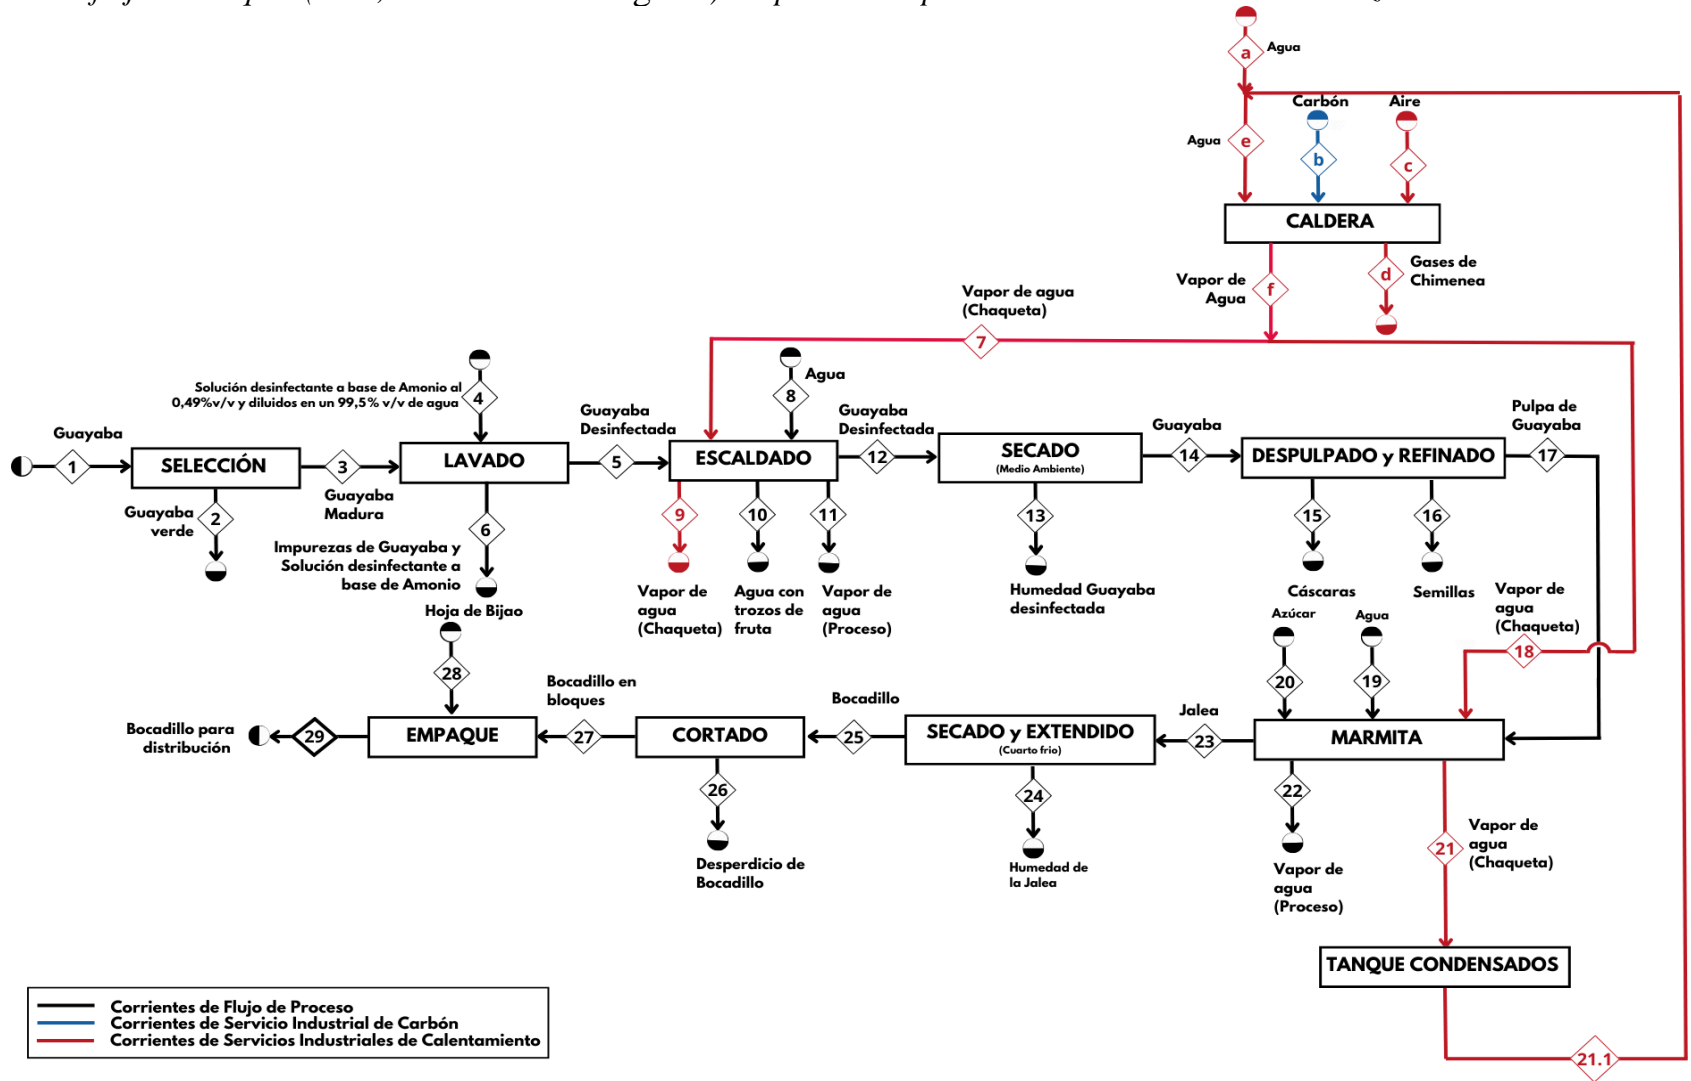 a
Agua
Carbón
Aire
Agua
e
b
c
CALDERA
Vapor de
Agua
f
d
Gases de
Chimenea
Vapor de agua
(Chaqueta)
7
Solución desinfectante a base de Amonio al
0,49%v/v y diluidos en un 99,5% v/v de agua
4
Agua
8
Guayaba
1
SELECCIÓN
3
Guayaba
Madura
LAVADO
Guayaba
Desinfectada
5
ESCALDADO
Guayaba
Desinfectada
12
SECADO
(Medio Ambiente)
Guayaba
14
DESPULPADO y REFINADO
Pulpa de
Guayaba
17
Guayaba
verde
2
6
Impurezas de Guayaba y
Solución desinfectante a
base de Amonio
9
Vapor de
agua
(Chaqueta)
10
Agua con
trozos de
fruta
11
Vapor de
agua
(Proceso)
13
Humedad Guayaba
desinfectada
15
Cáscaras
16
Semillas
Vapor de
agua
(Chaqueta)
18
Hoja de Bijao
28
Azúcar
20
Agua
19
Bocadillo para
distribución
29
EMPAQUE
Bocadillo en
bloques
27
CORTADO
Bocadillo
25
SECADO y EXTENDIDO
(Cuarto frio)
Jalea
23
MARMITA
26
Desperdicio de
Bocadillo
24
Humedad de
la Jalea
22
Vapor de
agua
(Proceso)
21
Vapor de
agua
(Chaqueta)
TANQUE CONDENSADOS
21.1
Corrientes de Flujo de Proceso
Corrientes de Servicio Industrial de Carbón
Corrientes de Servicios Industriales de Calentamiento